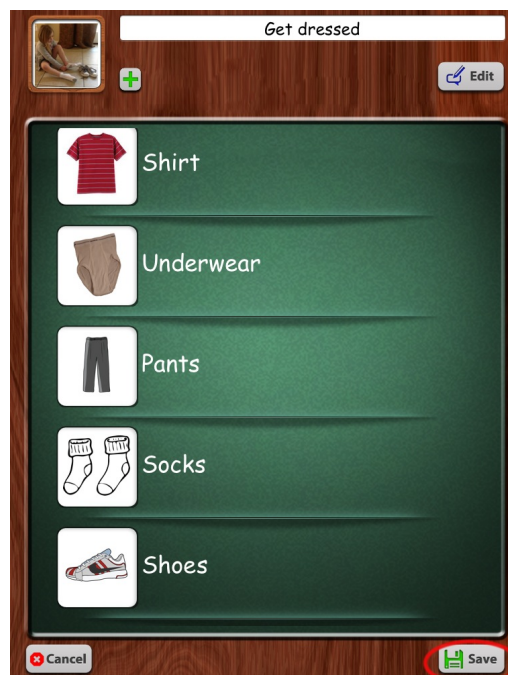 Get dressed
Edit
Shirt
Underwear
Pants
Socks
Shoes
Cancel
Save